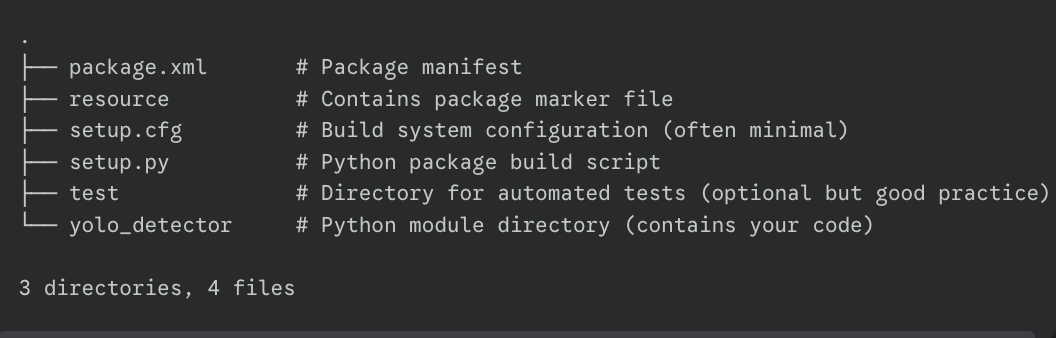 .
├── package.xml       # Package manifest
├── resource          # Contains package marker file
├── setup.cfg         # Build system configuration (often minimal)
├── setup.py          # Python package build script
├── test              # Directory for automated tests (optional but good practice)
└── yolo_detector     # Python module directory (contains your code)

3 directories, 4 files